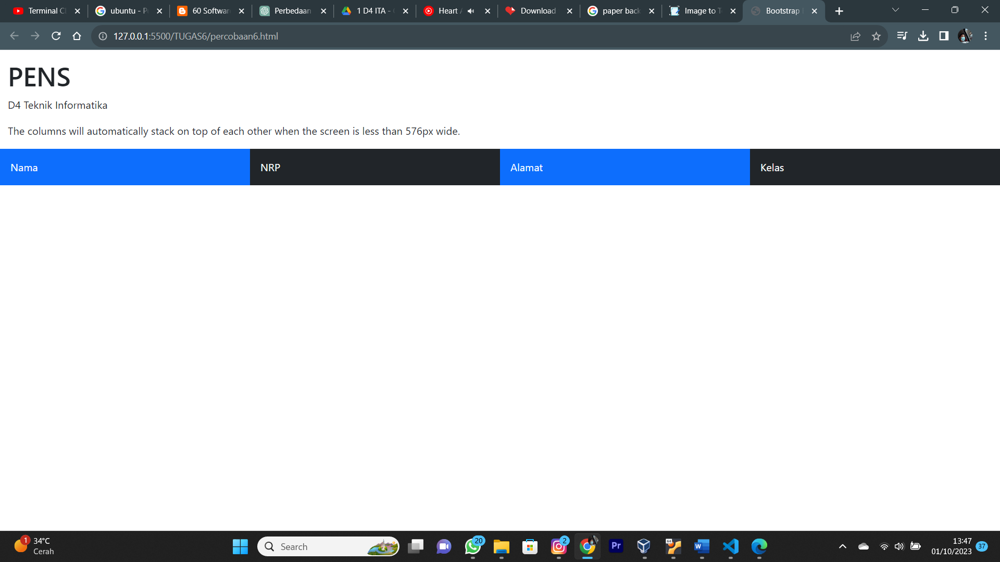 Terminal C
ubuntu - P
60 Softwar
Perbedaan
1 D4 ITA -
Heart
Download
paper back
Image to T
Bootstrap
127.0.0.1:5500/TUGAS6/percobaan6.html
PENS
D4 Teknik Informatika
The columns will automatically stack on top of each other when the screen is less than 576px wide.
Nama
NRP
Alamat
Kelas
1
34°C
Cerah
Search
20
2
Pr
64
W
13:47
01/10/2023
37